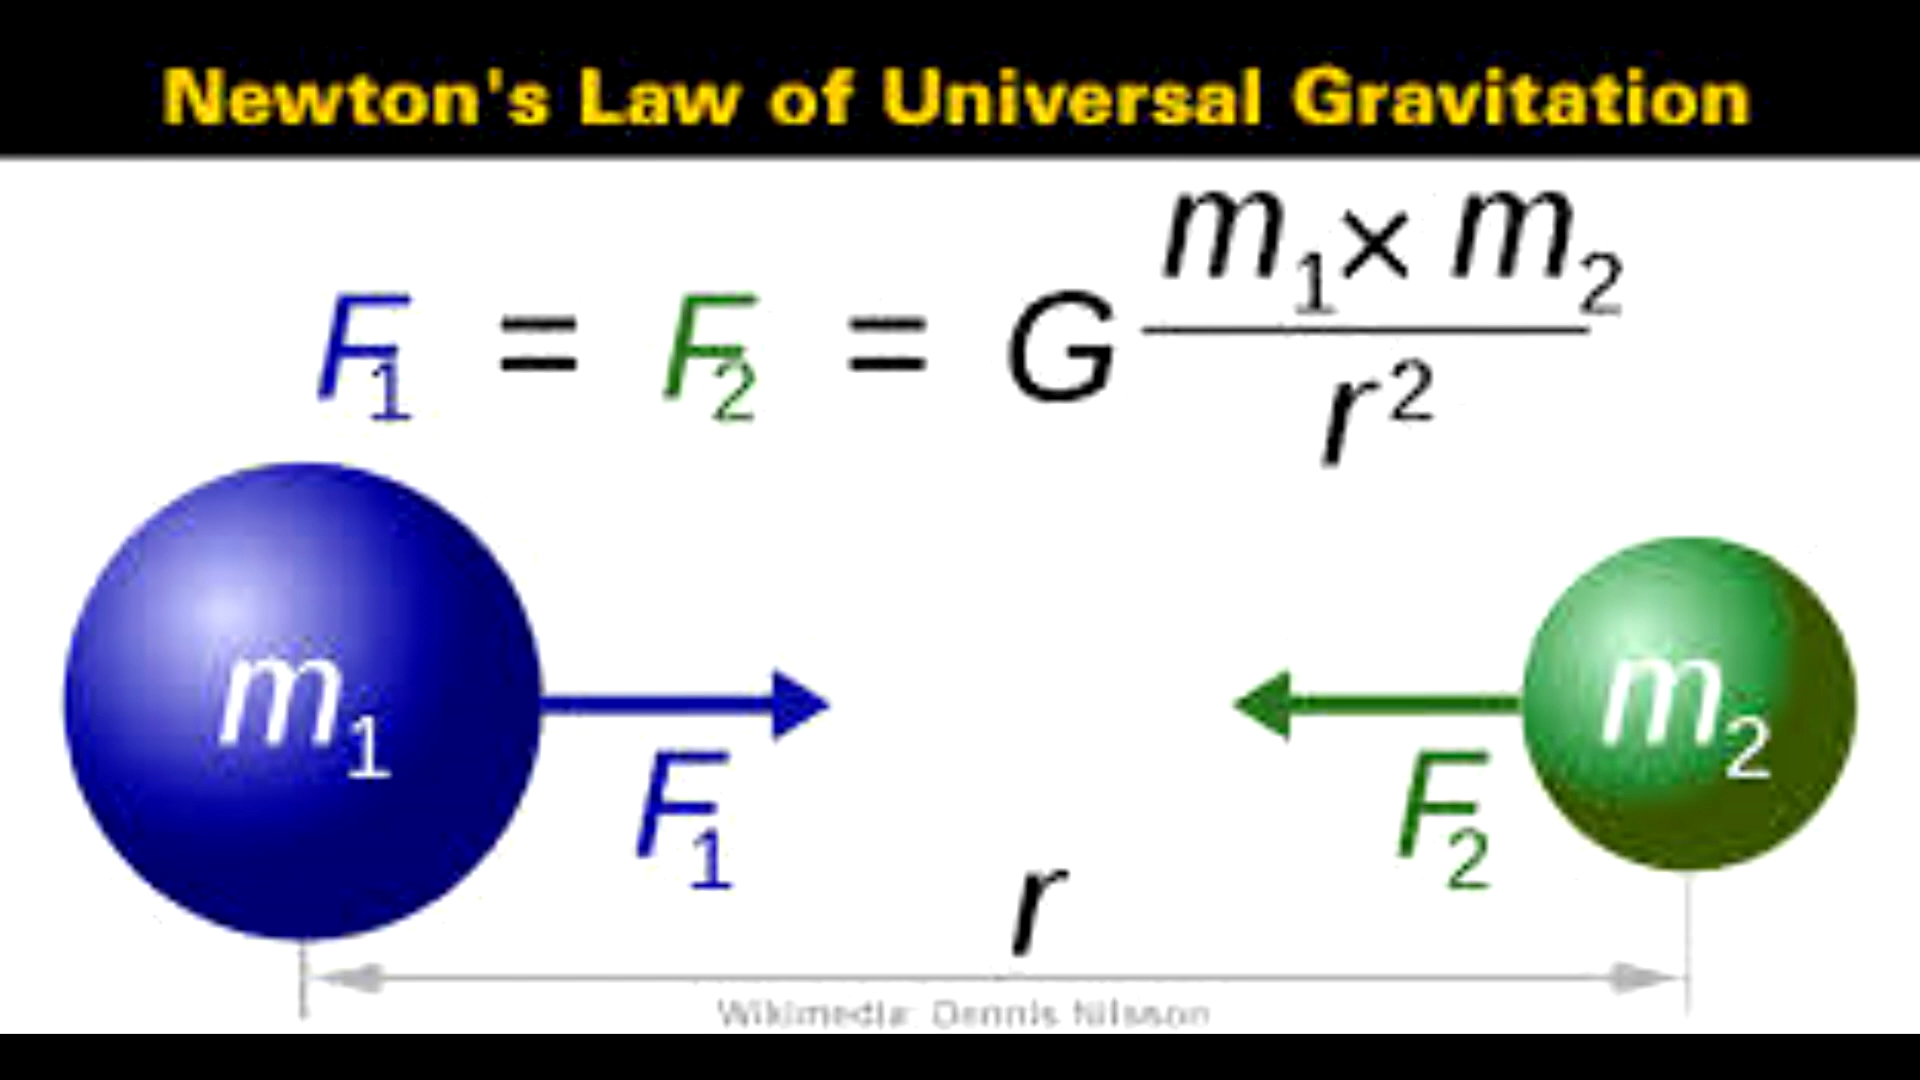 Newton's Law of Universal Gravitation
F₁ = F₂ = G m₁ × m₂ / r²
m₁
F₁
F₂
m₂
r
Wikimedia: Dennis Nilsson